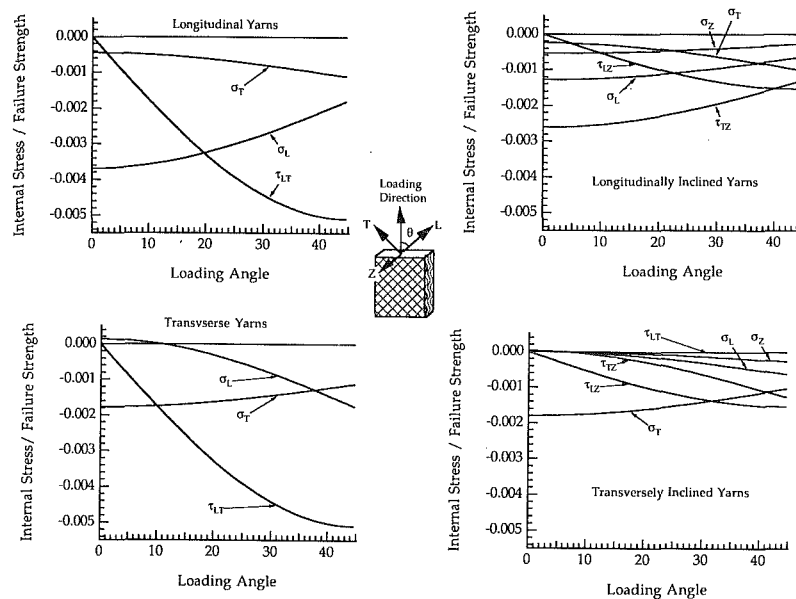 Longitudinal Yarns
Internal Stress / Failure Strength
0.000
-0.001
-0.002
-0.003
-0.004
-0.005
σT
σL
τLT
0 10 20 30 40
Loading Angle
σZ
σT
τLZ
σL
τTZ
Longitudinally Inclined Yarns
Internal Stress / Failure Strength
0.000
-0.001
-0.002
-0.003
-0.004
-0.005
0 10 20 30 40
Loading Angle
Loading
Direction
T
θ
L
Z
Transvserse Yarns
Internal Stress/ Failure Strength
0.000
-0.001
-0.002
-0.003
-0.004
-0.005
σL
σT
τLT
0 10 20 30 40
Loading Angle
Internal Stress / Failure Strength
0.000
-0.001
-0.002
-0.003
-0.004
-0.005
τLT
σL
σZ
τTZ
τLZ
σT
Transversely Inclined Yarns
0 10 20 30 40
Loading Angle